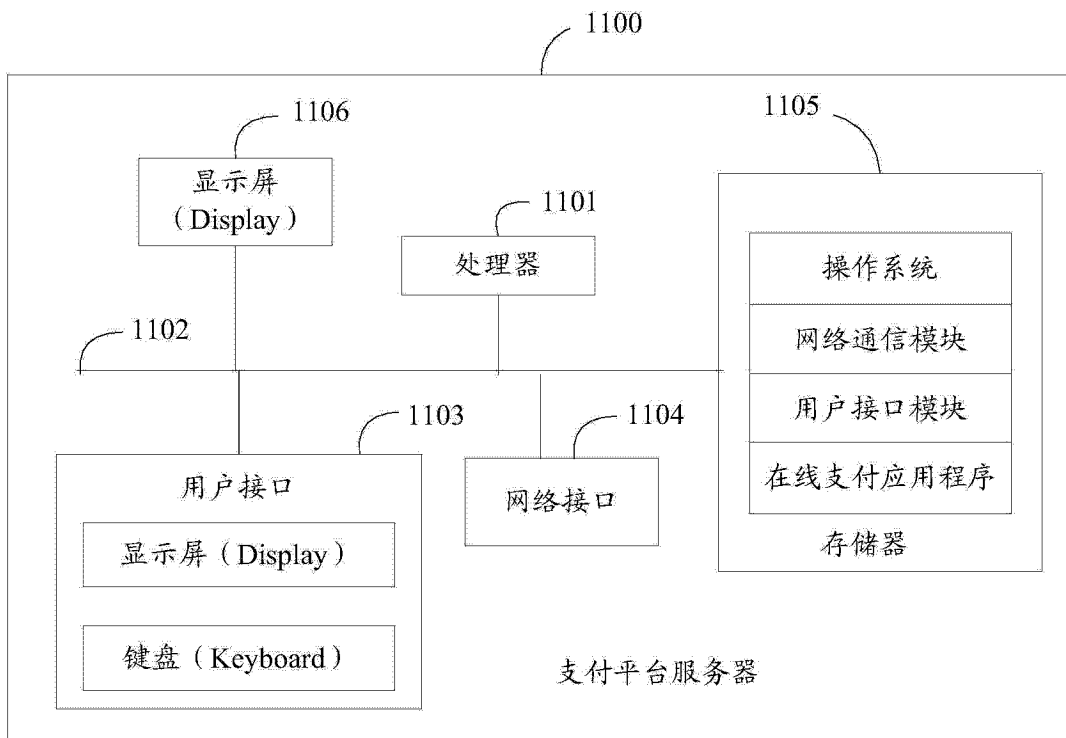 1100
1106
1105
显示屏
（Display）
1101
处理器
操作系统
1102
网络通信模块
用户接口模块
1103
1104
用户接口
网络接口
在线支付应用程序
显示屏（Display）
存储器
键盘（Keyboard）
支付平台服务器